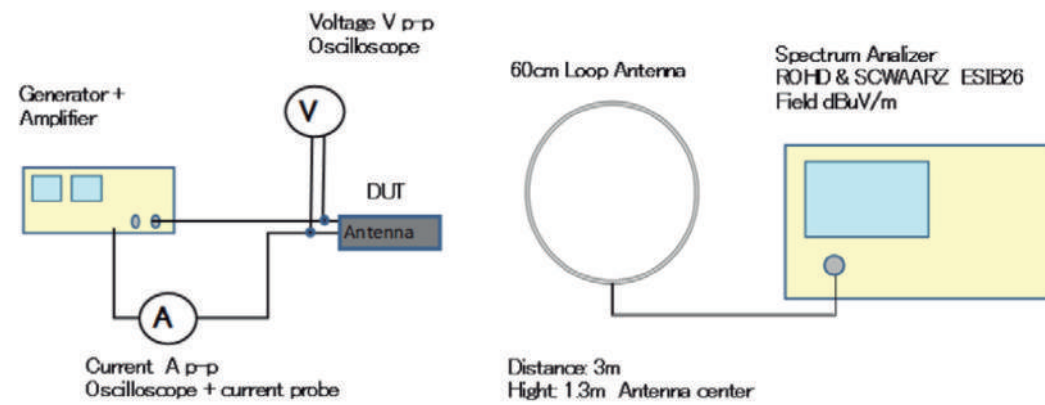 Voltage V p-p
Oscilloscope
Generator +
Amplifier
V
DUT
Antenna
A
Current A p-p
Oscilloscope + current probe
60cm Loop Antenna
Spectrum Analizer
ROHD & SCWAARZ ESIB26
Field dBuV/m
Distance: 3m
Hight: 1.3m Antenna center